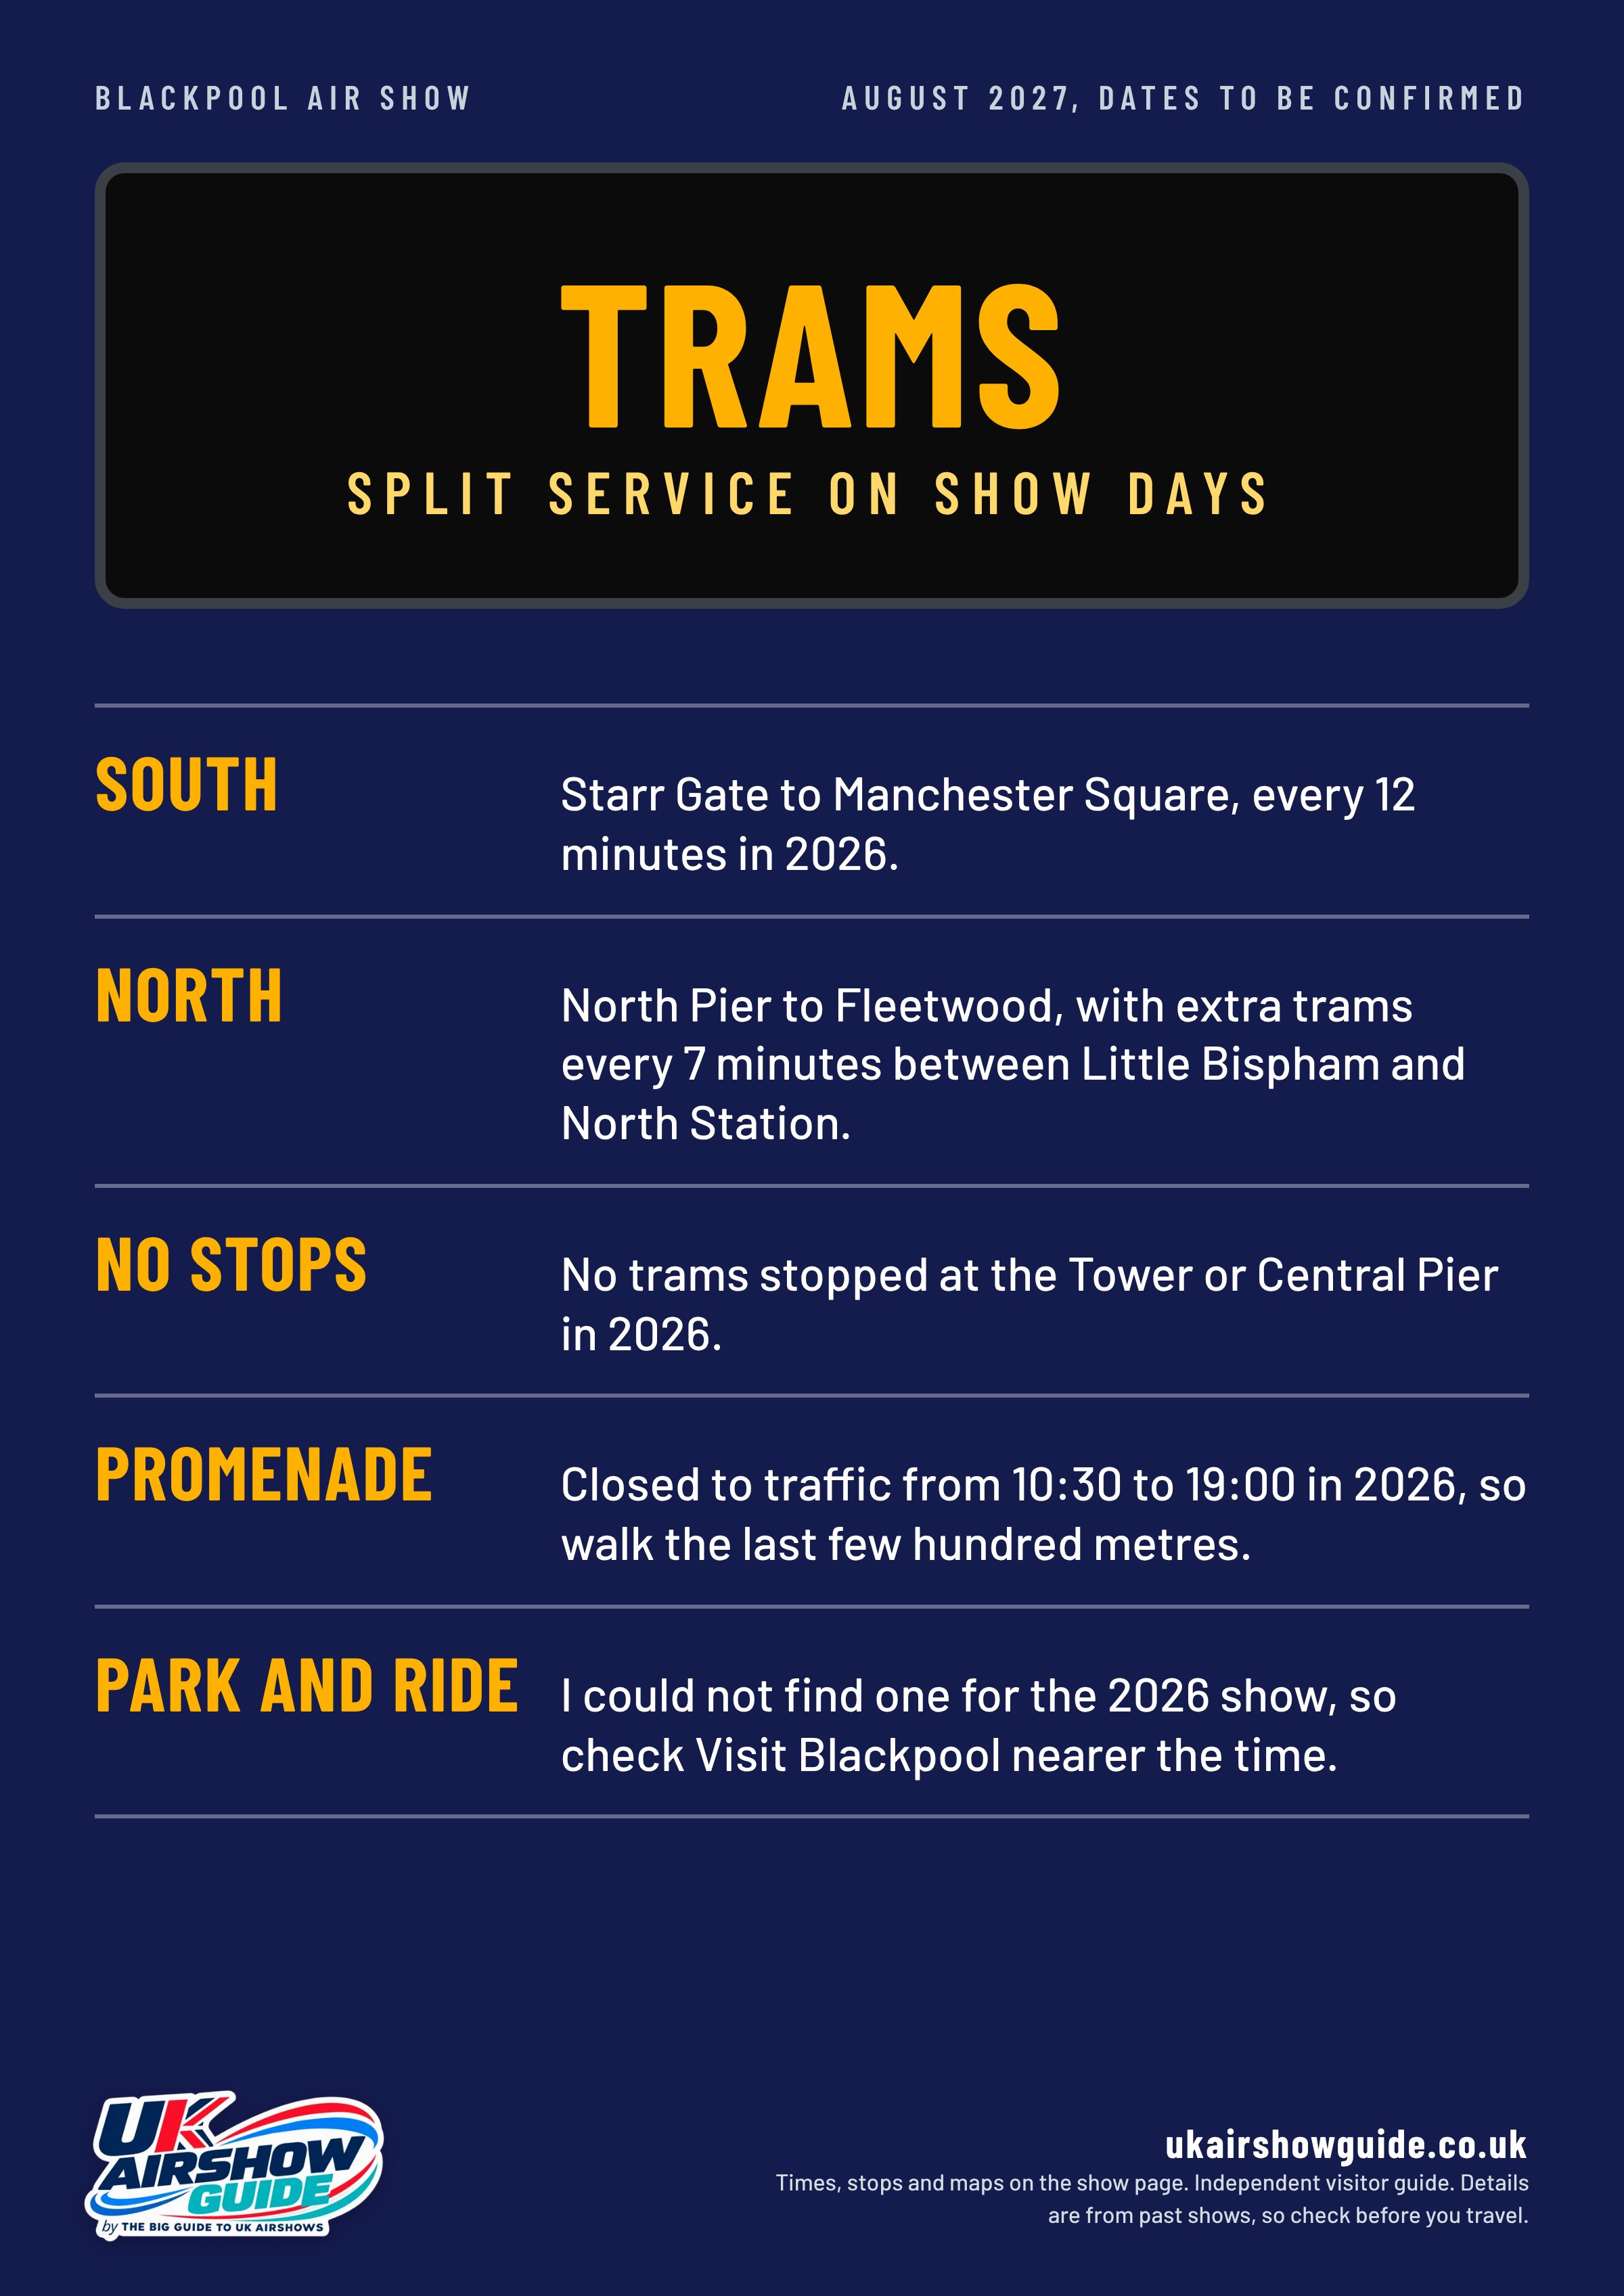 BLACKPOOL AIR SHOW
AUGUST 2027, DATES TO BE CONFIRMED
TRAMS
SPLIT SERVICE ON SHOW DAYS
SOUTH
Starr Gate to Manchester Square, every 12
minutes in 2026.
NORTH
North Pier to Fleetwood, with extra trams
every 7 minutes between Little Bispham and
North Station.
NO STOPS
No trams stopped at the Tower or Central Pier
in 2026.
PROMENADE
Closed to traffic from 10:30 to 19:00 in 2026, so
walk the last few hundred metres.
PARK AND RIDE
I could not find one for the 2026 show, so
check Visit Blackpool nearer the time.
UK
AIRSHOW
GUIDE
by THE BIG GUIDE TO UK AIRSHOWS
ukairshowguide.co.uk
Times, stops and maps on the show page. Independent visitor guide. Details
are from past shows, so check before you travel.